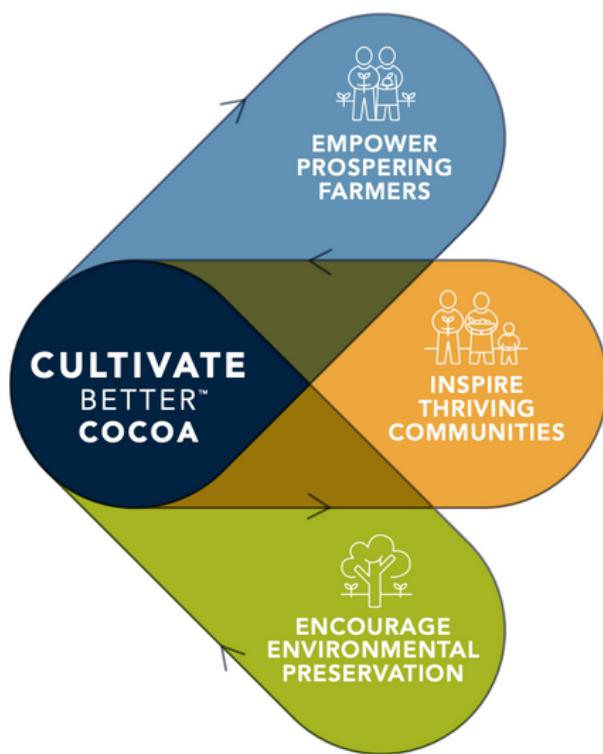 EMPOWER
PROSPERING
FARMERS
CULTIVATE
BETTER™
COCOA
INSPIRE
THRIVING
COMMUNITIES
ENCOURAGE
ENVIRONMENTAL
PRESERVATION